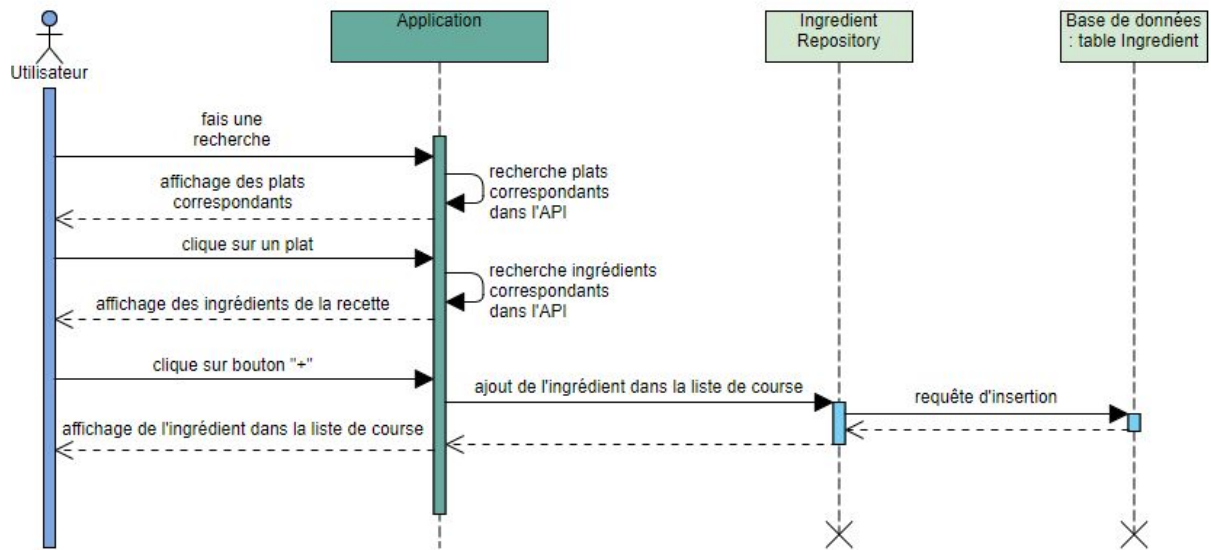 Utilisateur
Application
Ingredient
Repository
Base de données
: table Ingredient
fais une
recherche
recherche plats
correspondants
dans l'API
affichage des plats
correspondants
clique sur un plat
recherche ingrédients
correspondants
dans l'API
affichage des ingrédients de la recette
clique sur bouton "+"
ajout de l'ingrédient dans la liste de course
requête d'insertion
affichage de l'ingrédient dans la liste de course